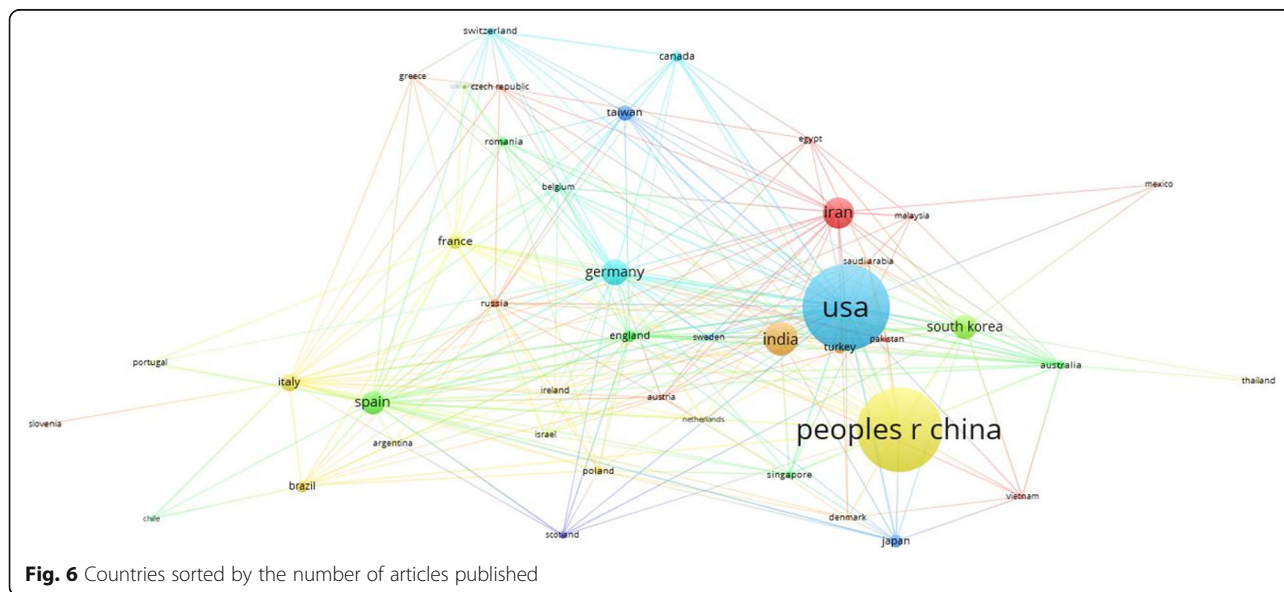 switzerland
canada
greece
czech republic
taiwan
egypt
romania
belgium
mexico
iran
malaysia
france
saudi arabia
germany
russia
usa
south korea
england
sweden
india
turkey
pakistan
portugal
australia
italy
thailand
ireland
spain
austria
slovenia
netherlands
argentina
israel
peoples r china
poland
singapore
brazil
vietnam
chile
denmark
scotland
japan
Fig. 6 Countries sorted by the number of articles published